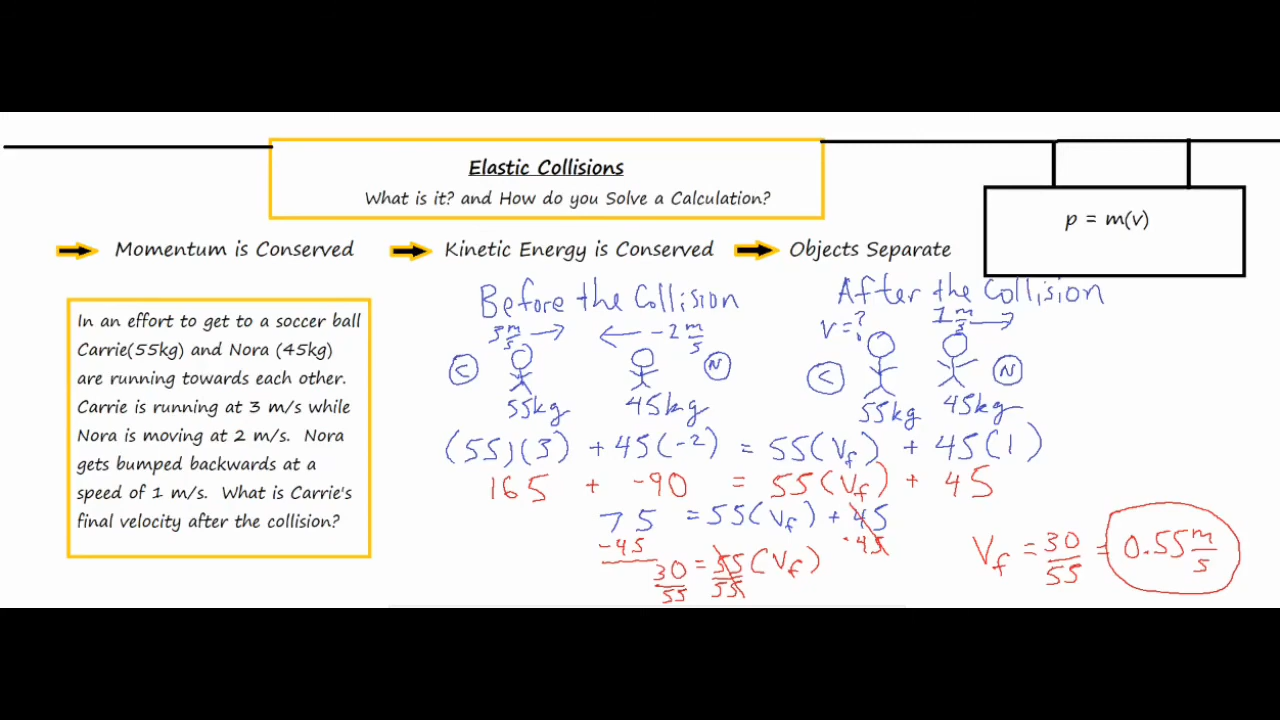 Elastic Collisions
What is it? and How do you Solve a Calculation?
p = m(v)
Momentum is Conserved
Kinetic Energy is Conserved
Objects Separate
In an effort to get to a soccer ball
Carrie(55kg) and Nora (45kg)
are running towards each other.
Carrie is running at 3 m/s while
Nora is moving at 2 m/s. Nora
gets bumped backwards at a
speed of 1 m/s. What is Carrie's
final velocity after the collision?
Before the Collision
3 m/s
-2 m/s
C
N
55kg
45kg
After the Collision
v=?
1 m/s
C
N
55kg
45kg
(55)(3) + 45(-2) = 55(Vf) + 45(1)
165 + -90 = 55(Vf) + 45
75 = 55(Vf) + 45
-45 -45
30/55 = 55/55 (Vf)
Vf = 30/55 = 0.55 m/s